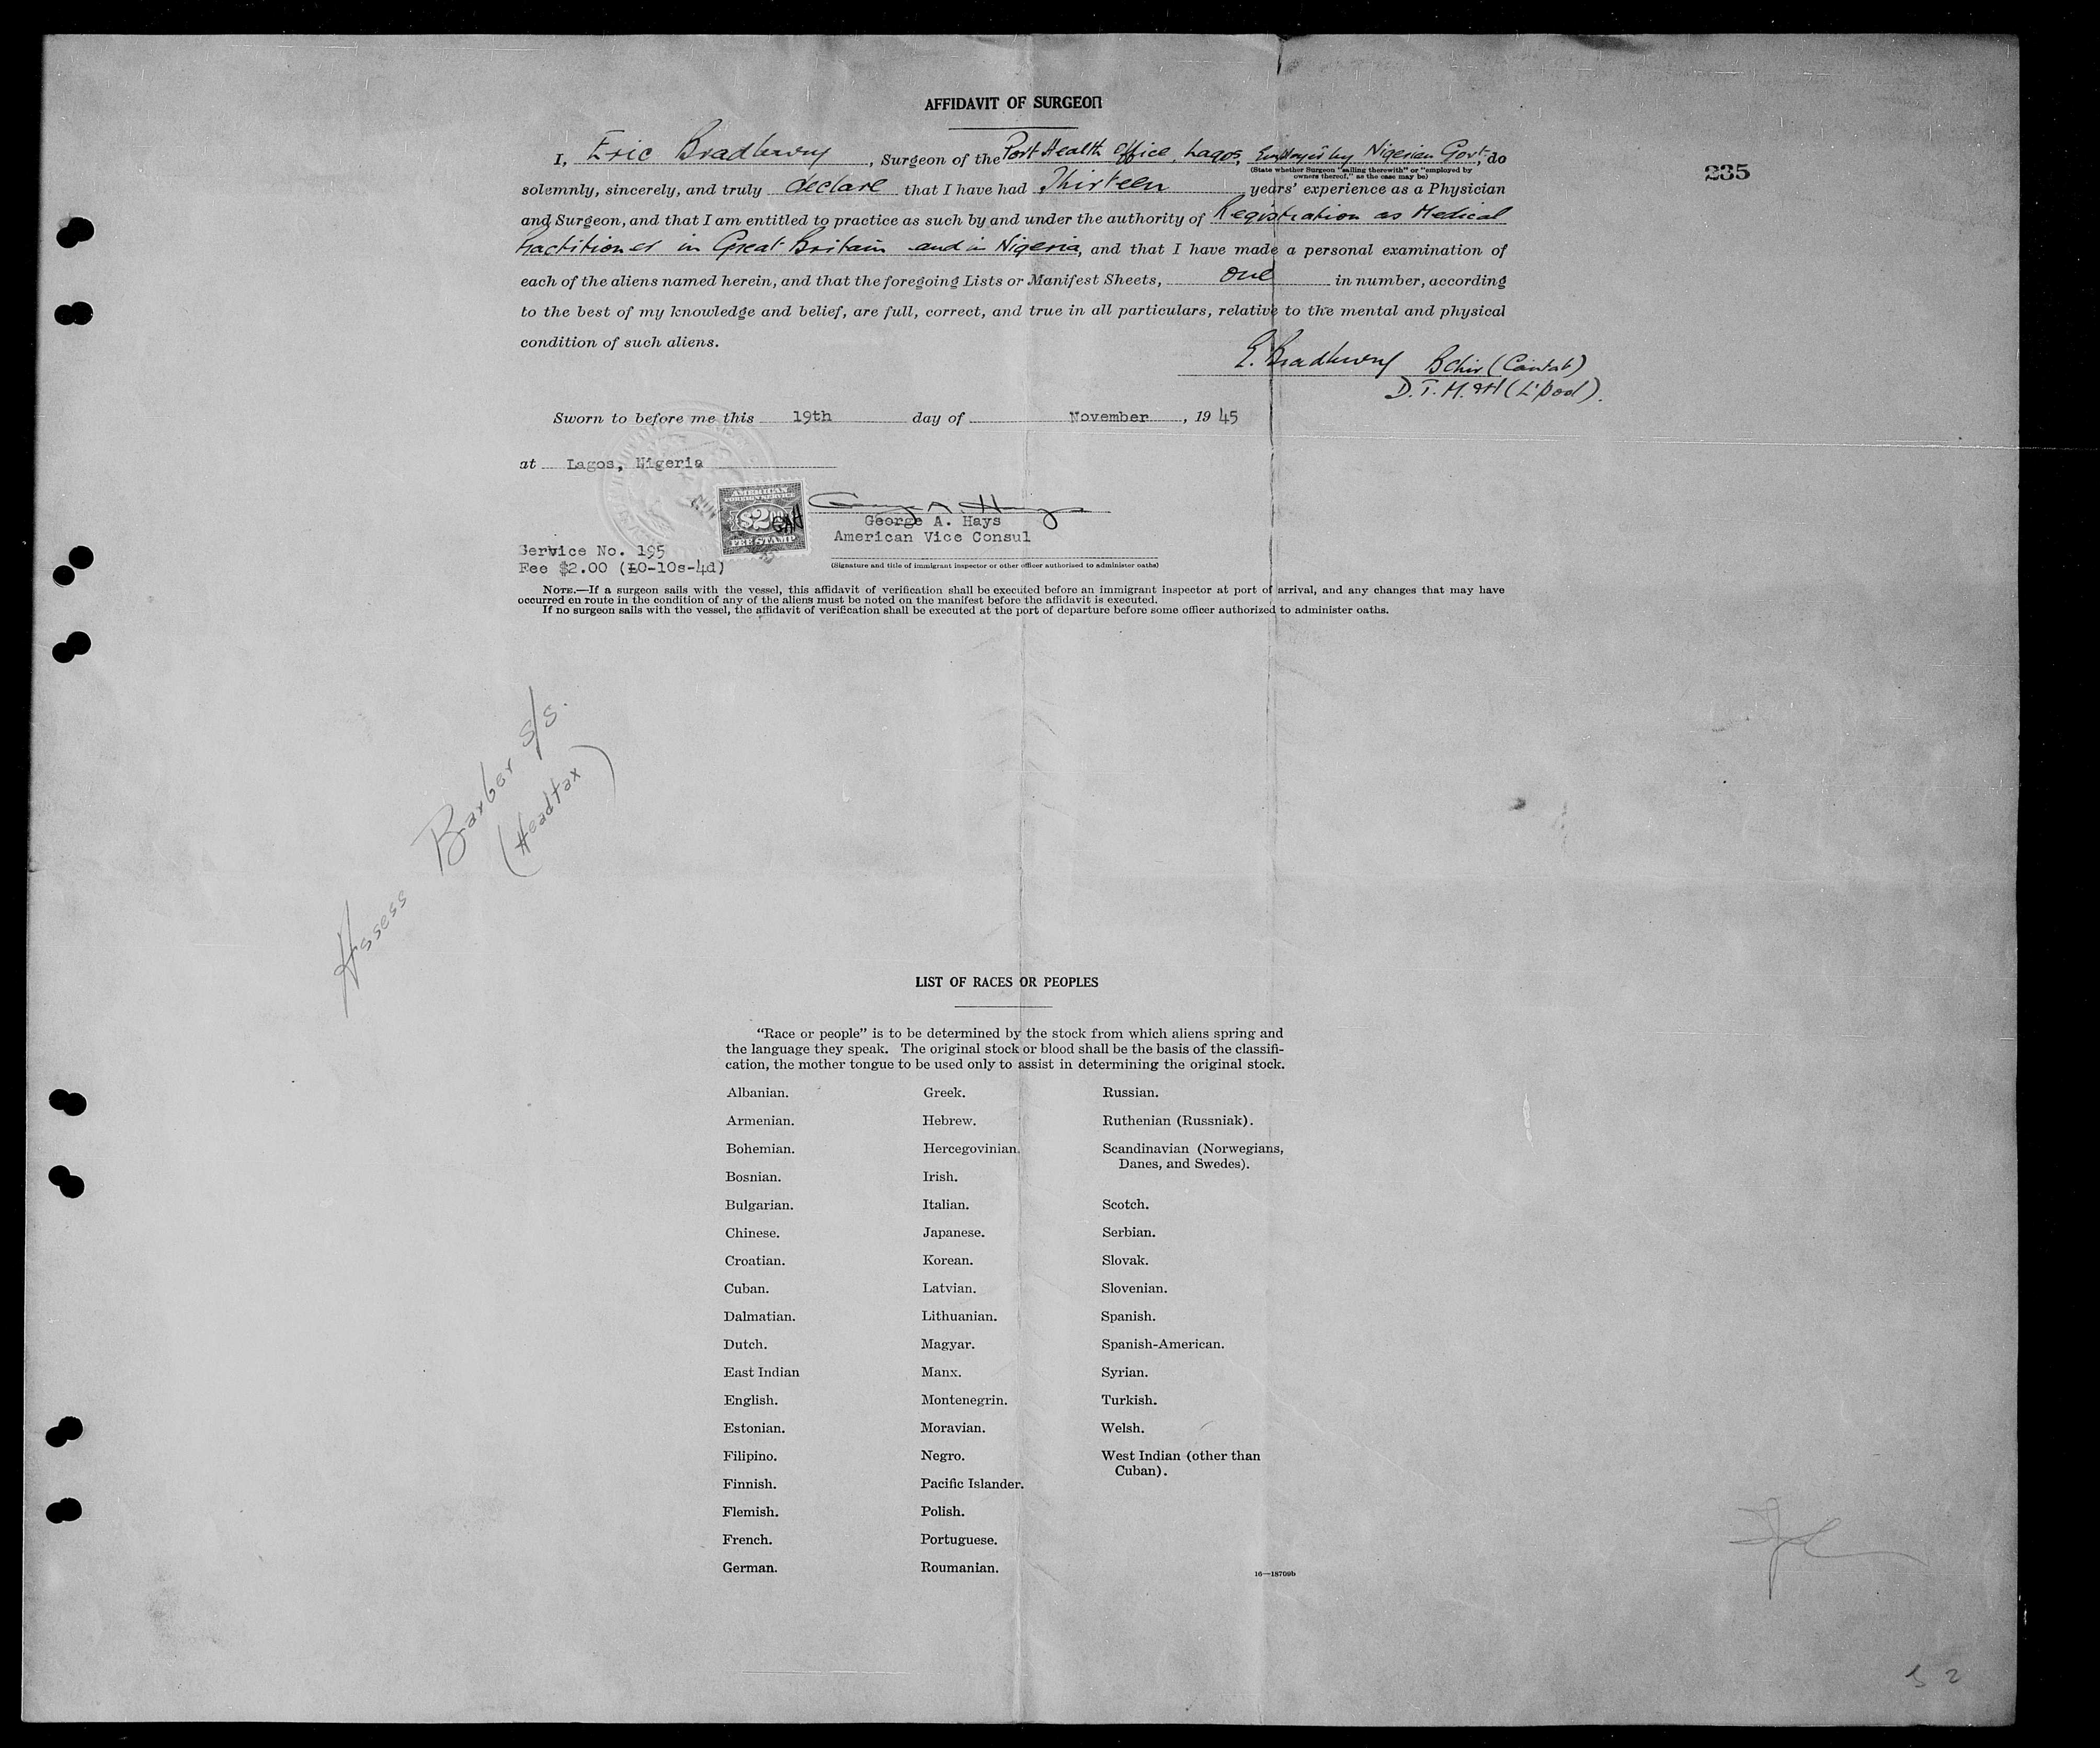 AFFIDAVIT OF SURGEON
235
I, Eric Bradbury, Surgeon of the Port Health Office, Lagos, Employed by Nigerian Govt, do
(State whether Surgeon "sailing therewith" or "employed by
owners thereof," as the case may be)
solemnly, sincerely, and truly declare that I have had Thirteen years' experience as a Physician
and Surgeon, and that I am entitled to practice as such by and under the authority of Registration as Medical
Practitioner in Great Britain and in Nigeria, and that I have made a personal examination of
each of the aliens named herein, and that the foregoing Lists or Manifest Sheets, one in number, according
to the best of my knowledge and belief, are full, correct, and true in all particulars, relative to the mental and physical
condition of such aliens.
E. Bradbury BChir (Cantab)
D.T.M.&H (L'pool).
Sworn to before me this 19th day of November, 1945
at Lagos, Nigeria
AMERICAN
FOREIGN SERVICE
$2.00
GAH
FEE STAMP
George A. Hays
George A. Hays
American Vice Consul
Service No. 195
Fee $2.00 (£0-10s-4d)
(Signature and title of immigrant inspector or other officer authorized to administer oaths)
NOTE.—If a surgeon sails with the vessel, this affidavit of verification shall be executed before an immigrant inspector at port of arrival, and any changes that may have
occurred en route in the condition of any of the aliens must be noted on the manifest before the affidavit is executed.
If no surgeon sails with the vessel, the affidavit of verification shall be executed at the port of departure before some officer authorized to administer oaths.
Assess Barber S/S.
(Headtax)
LIST OF RACES OR PEOPLES
"Race or people" is to be determined by the stock from which aliens spring and
the language they speak. The original stock or blood shall be the basis of the classifi-
cation, the mother tongue to be used only to assist in determining the original stock.
Albanian.
Armenian.
Bohemian.
Bosnian.
Bulgarian.
Chinese.
Croatian.
Cuban.
Dalmatian.
Dutch.
East Indian
English.
Estonian.
Filipino.
Finnish.
Flemish.
French.
German.
Greek.
Hebrew.
Hercegovinian.
Irish.
Italian.
Japanese.
Korean.
Latvian.
Lithuanian.
Magyar.
Manx.
Montenegrin.
Moravian.
Negro.
Pacific Islander.
Polish.
Portuguese.
Roumanian.
Russian.
Ruthenian (Russniak).
Scandinavian (Norwegians,
Danes, and Swedes).
Scotch.
Serbian.
Slovak.
Slovenian.
Spanish.
Spanish-American.
Syrian.
Turkish.
Welsh.
West Indian (other than
Cuban).
16—18709b